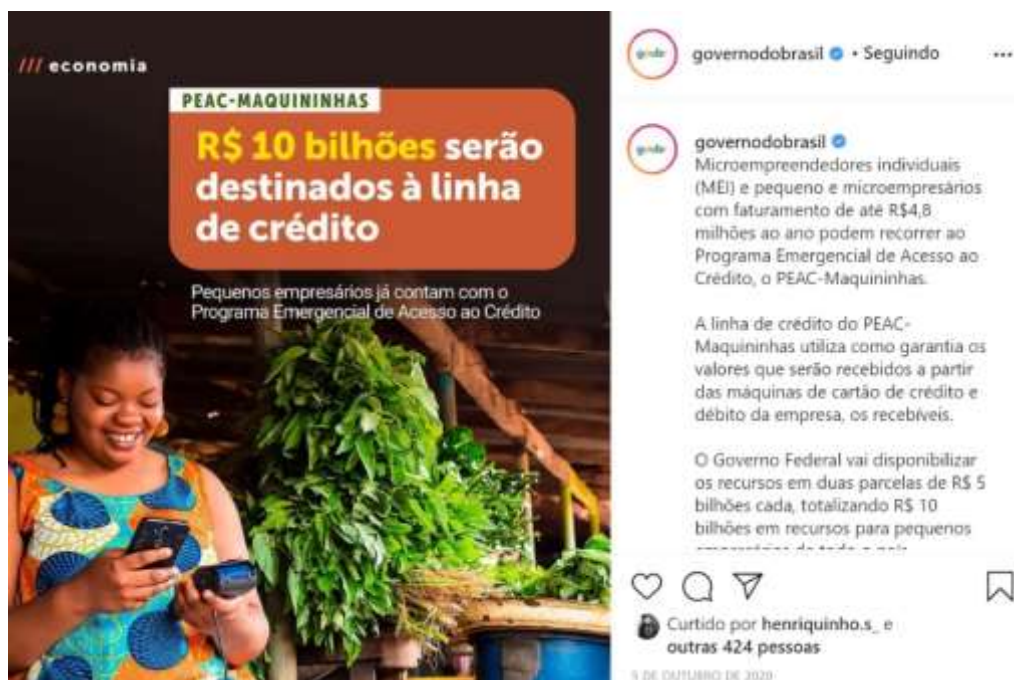 /// economia
PEAC-MAQUININHAS
R$ 10 bilhões serão
destinados à linha
de crédito
Pequenos empresários já contam com o
Programa Emergencial de Acesso ao Crédito
governodobrasil • Seguindo
governodobrasil
Microempreendedores individuais
(MEI) e pequeno e microempresários
com faturamento de até R$4,8
milhões ao ano podem recorrer ao
Programa Emergencial de Acesso ao
Crédito, o PEAC-Maquininhas.
A linha de crédito do PEAC-
Maquininhas utiliza como garantia os
valores que serão recebidos a partir
das máquinas de cartão de crédito e
débito da empresa, os recebíveis.
O Governo Federal vai disponibilizar
os recursos em duas parcelas de R$ 5
bilhões cada, totalizando R$ 10
bilhões em recursos para pequenos
Curtido por henriquinho.s_ e
outras 424 pessoas
5 DE OUTUBRO DE 2020